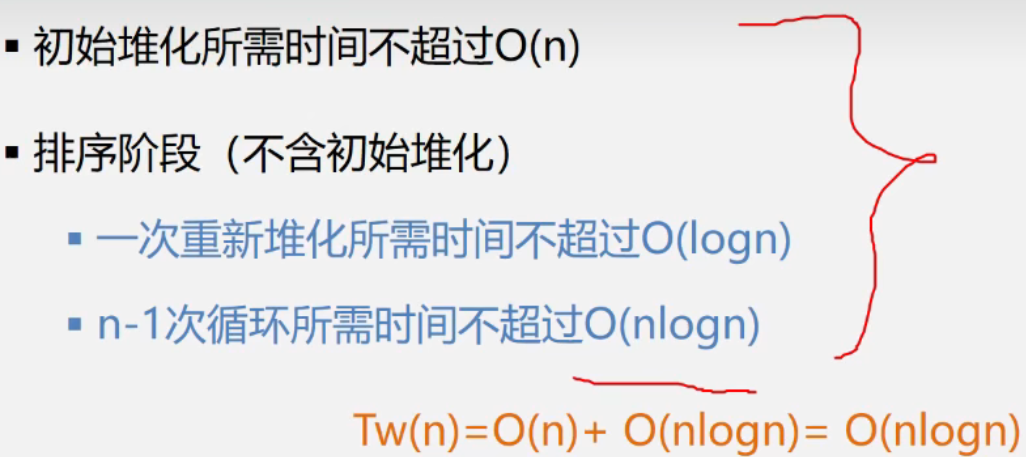 ▪ 初始堆化所需时间不超过O(n)
▪ 排序阶段（不含初始堆化）
▪ 一次重新堆化所需时间不超过O(logn)
▪ n-1次循环所需时间不超过O(nlogn)
Tw(n)=O(n)+ O(nlogn)= O(nlogn)